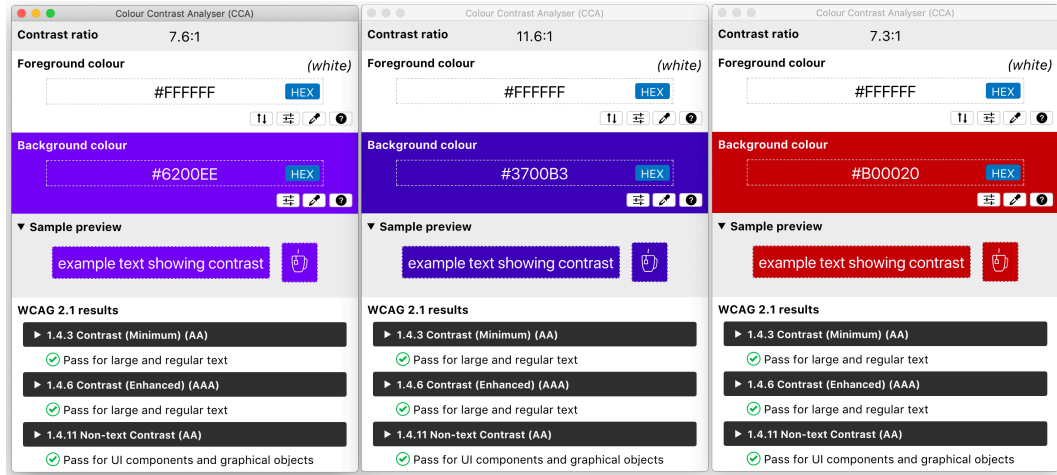 Colour Contrast Analyser (CCA)
Contrast ratio 7.6:1
Foreground colour (white)
#FFFFFF HEX
Background colour
#6200EE HEX
▼ Sample preview
example text showing contrast
WCAG 2.1 results
▶ 1.4.3 Contrast (Minimum) (AA)
Pass for large and regular text
▶ 1.4.6 Contrast (Enhanced) (AAA)
Pass for large and regular text
▶ 1.4.11 Non-text Contrast (AA)
Pass for UI components and graphical objects
Colour Contrast Analyser (CCA)
Contrast ratio 11.6:1
Foreground colour (white)
#FFFFFF HEX
Background colour
#3700B3 HEX
▼ Sample preview
example text showing contrast
WCAG 2.1 results
▶ 1.4.3 Contrast (Minimum) (AA)
Pass for large and regular text
▶ 1.4.6 Contrast (Enhanced) (AAA)
Pass for large and regular text
▶ 1.4.11 Non-text Contrast (AA)
Pass for UI components and graphical objects
Colour Contrast Analyser (CCA)
Contrast ratio 7.3:1
Foreground colour (white)
#FFFFFF HEX
Background colour
#B00020 HEX
▼ Sample preview
example text showing contrast
WCAG 2.1 results
▶ 1.4.3 Contrast (Minimum) (AA)
Pass for large and regular text
▶ 1.4.6 Contrast (Enhanced) (AAA)
Pass for large and regular text
▶ 1.4.11 Non-text Contrast (AA)
Pass for UI components and graphical objects